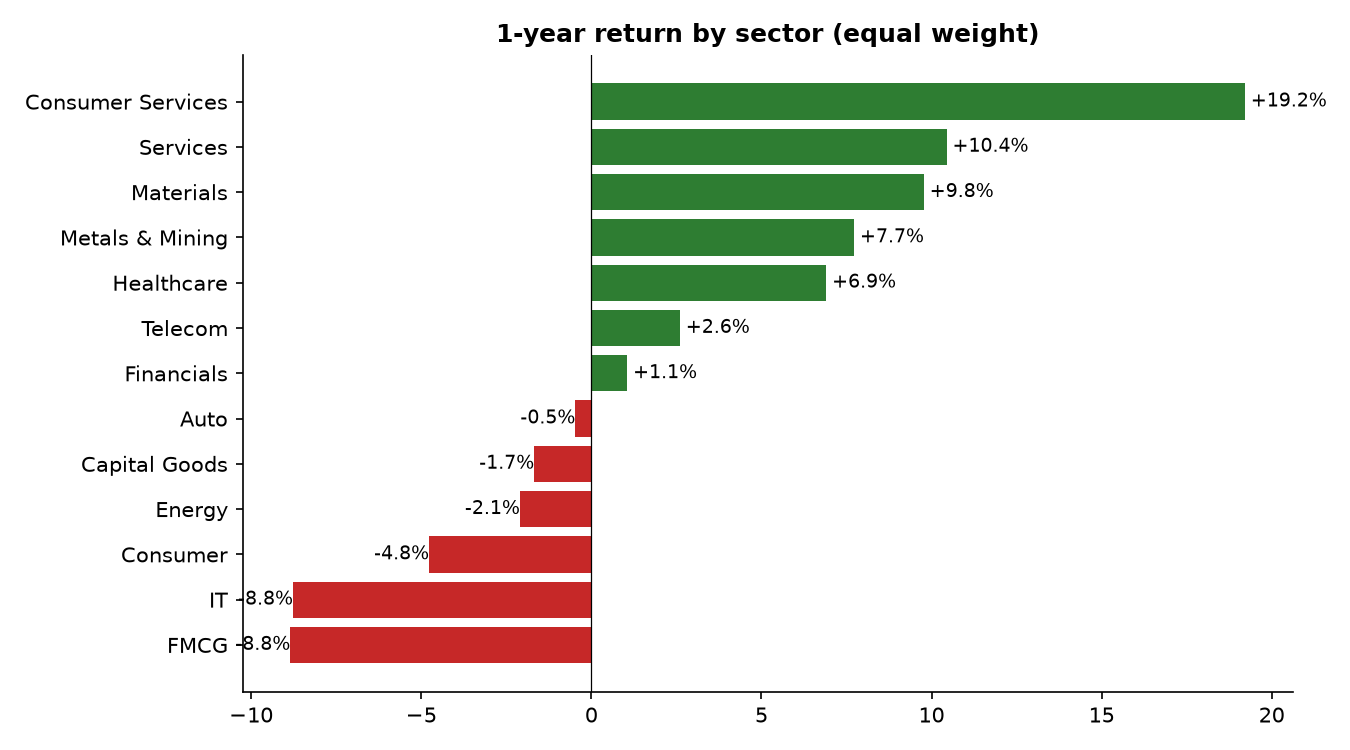 1-year return by sector (equal weight)
Consumer Services +19.2%
Services +10.4%
Materials +9.8%
Metals & Mining +7.7%
Healthcare +6.9%
Telecom +2.6%
Financials +1.1%
Auto -0.5%
Capital Goods -1.7%
Energy -2.1%
Consumer -4.8%
IT -8.8%
FMCG -8.8%
−10 −5 0 5 10 15 20